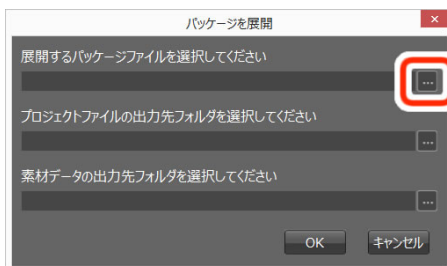 パッケージを展開
×
展開するパッケージファイルを選択してください
...
プロジェクトファイルの出力先フォルダを選択してください
...
素材データの出力先フォルダを選択してください
...
OK キャンセル